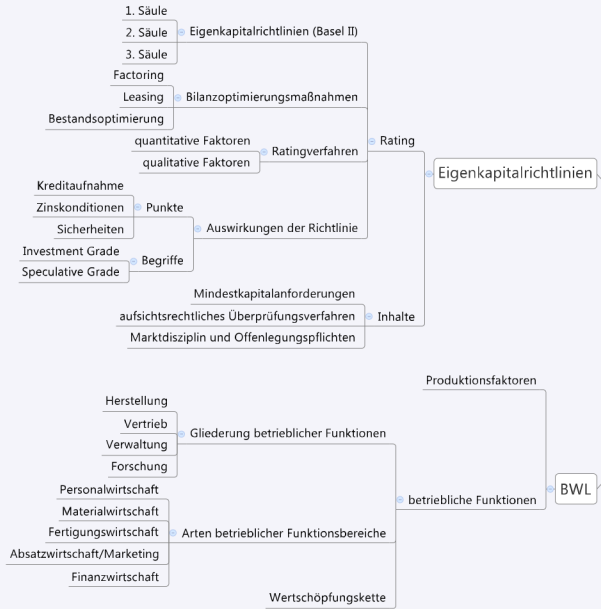 1. Säule
2. Säule
3. Säule
Eigenkapitalrichtlinien (Basel II)
Factoring
Leasing
Bestandsoptimierung
Bilanzoptimierungsmaßnahmen
quantitative Faktoren
qualitative Faktoren
Ratingverfahren
Rating
Eigenkapitalrichtlinien
Kreditaufnahme
Zinskonditionen
Sicherheiten
Punkte
Auswirkungen der Richtlinie
Investment Grade
Speculative Grade
Begriffe
Mindestkapitalanforderungen
aufsichtsrechtliches Überprüfungsverfahren
Marktdisziplin und Offenlegungspflichten
Inhalte
Produktionsfaktoren
Herstellung
Vertrieb
Verwaltung
Forschung
Gliederung betrieblicher Funktionen
BWL
betriebliche Funktionen
Personalwirtschaft
Materialwirtschaft
Fertigungswirtschaft
Absatzwirtschaft/Marketing
Finanzwirtschaft
Arten betrieblicher Funktionsbereiche
Wertschöpfungskette